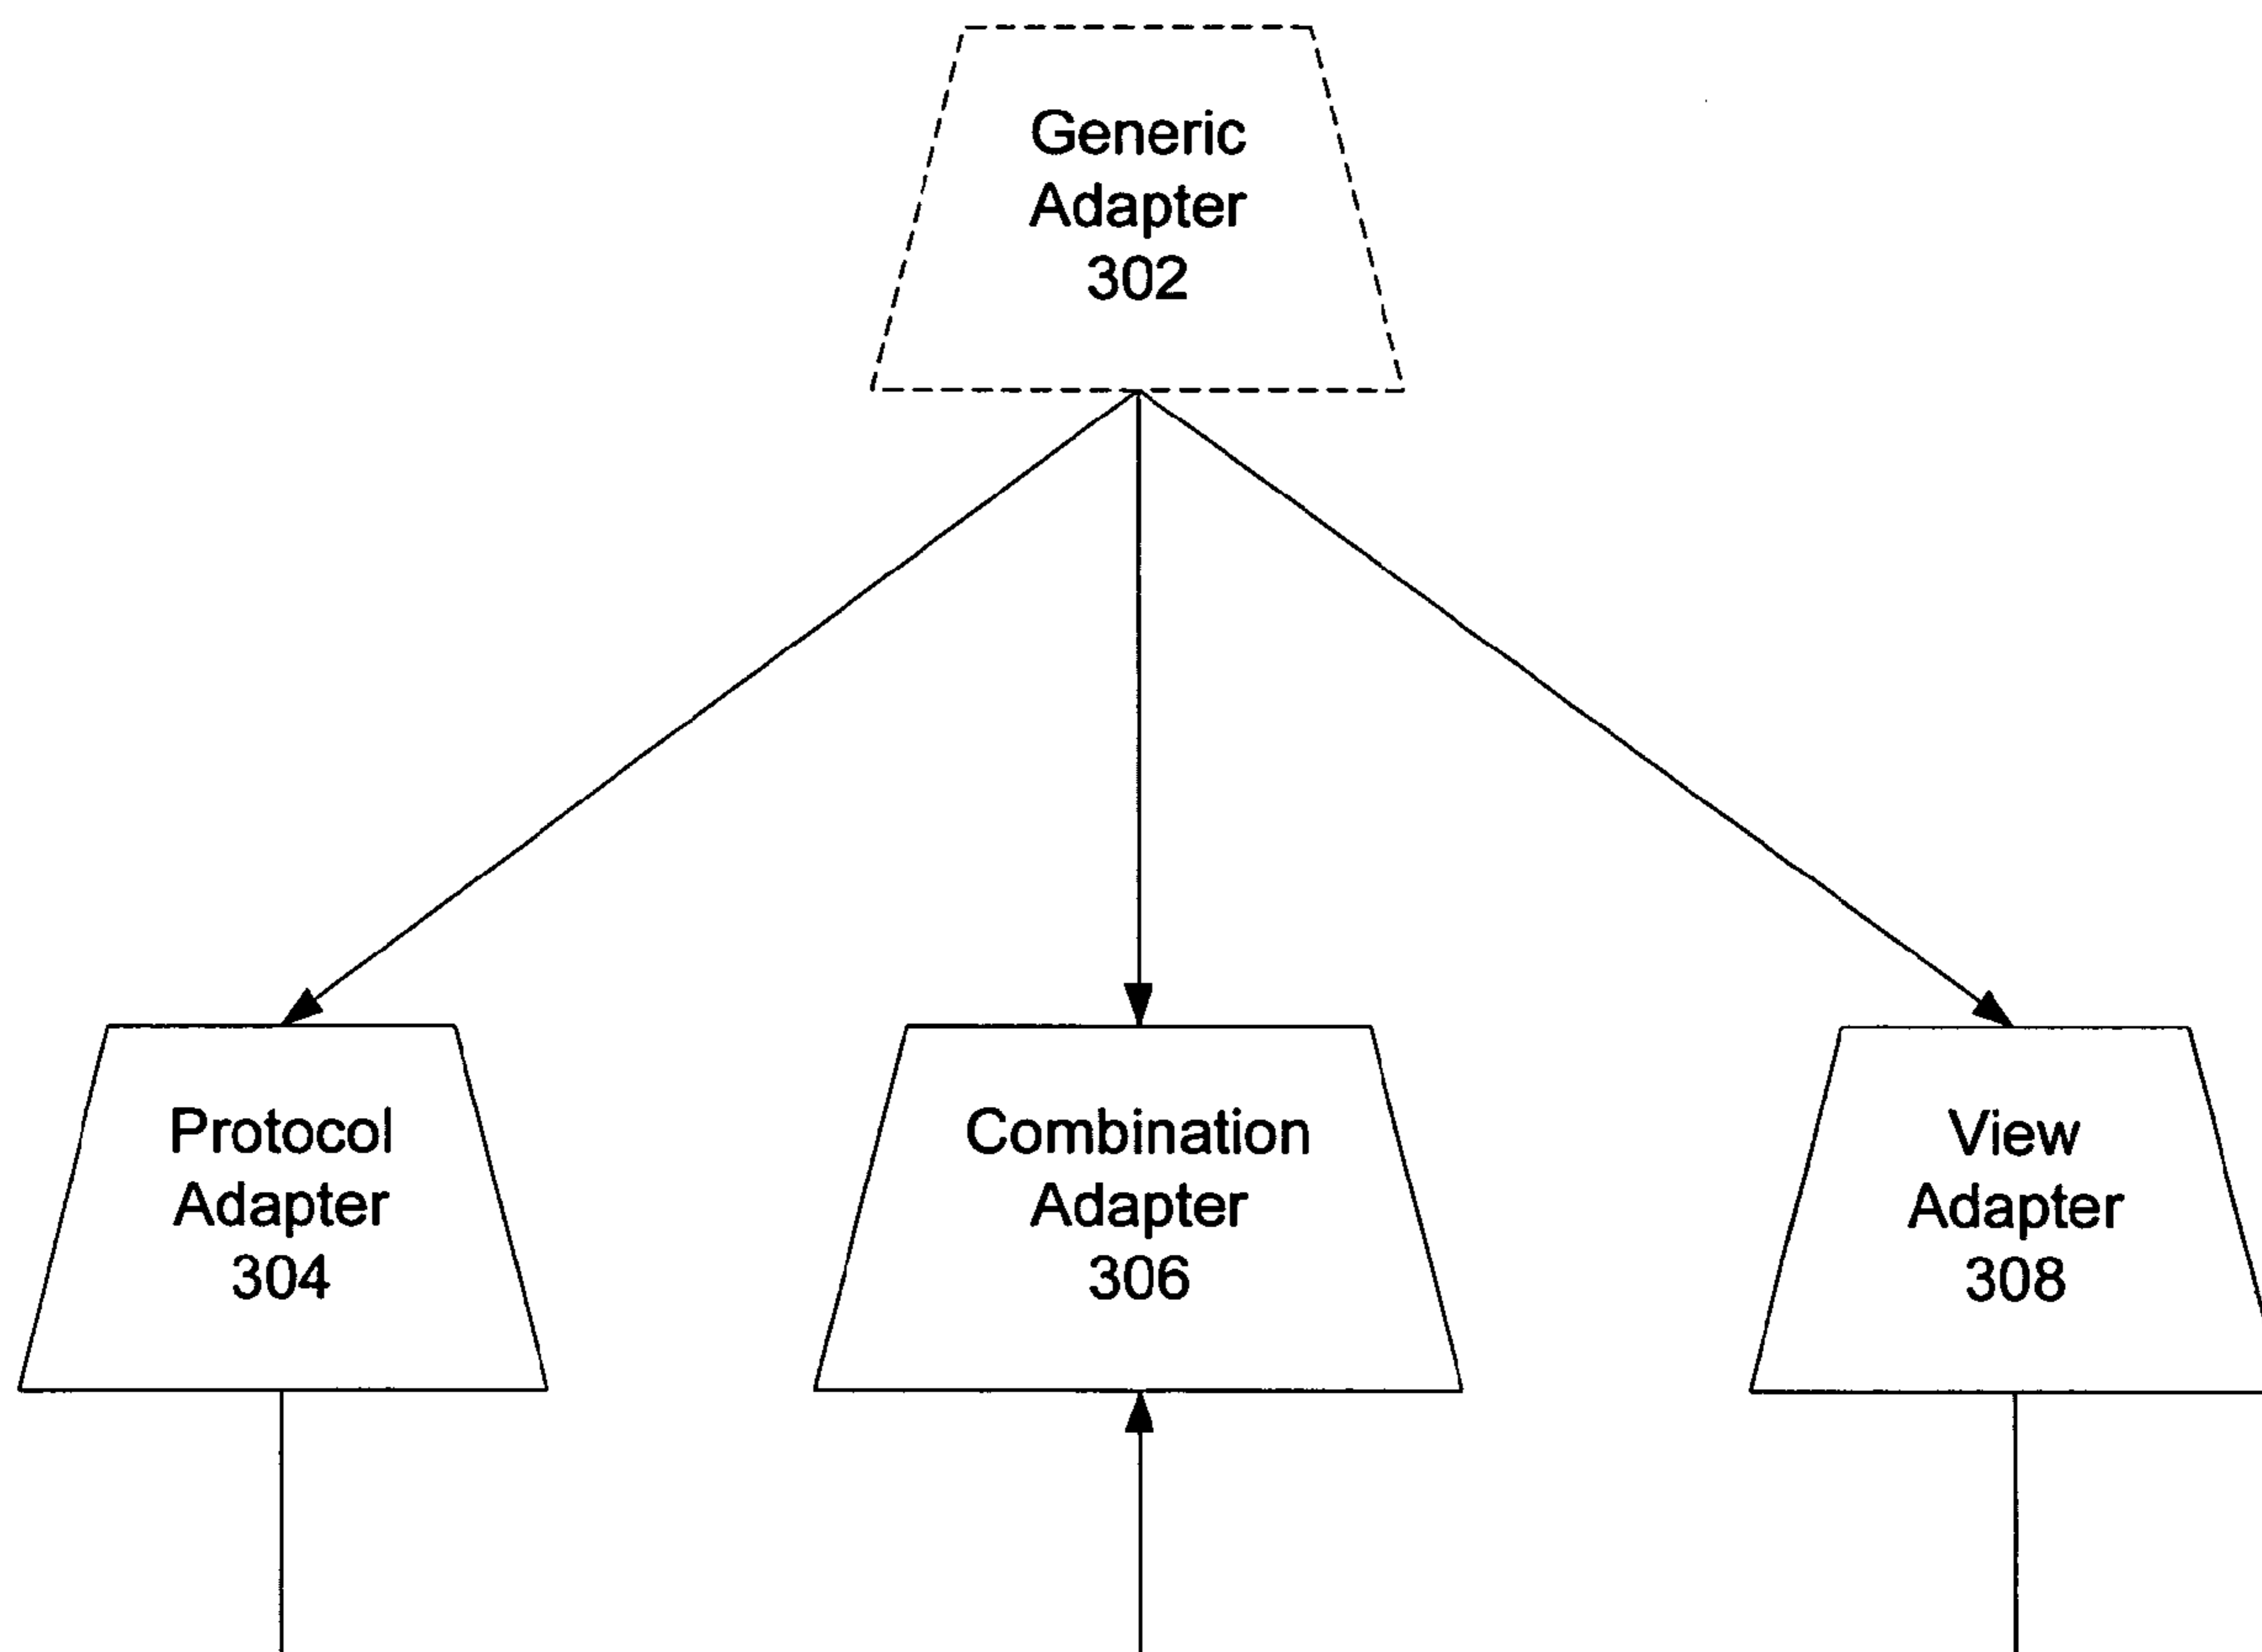 Generic
Adapter
302
Protocol
Adapter
304
Combination
Adapter
306
View
Adapter
308